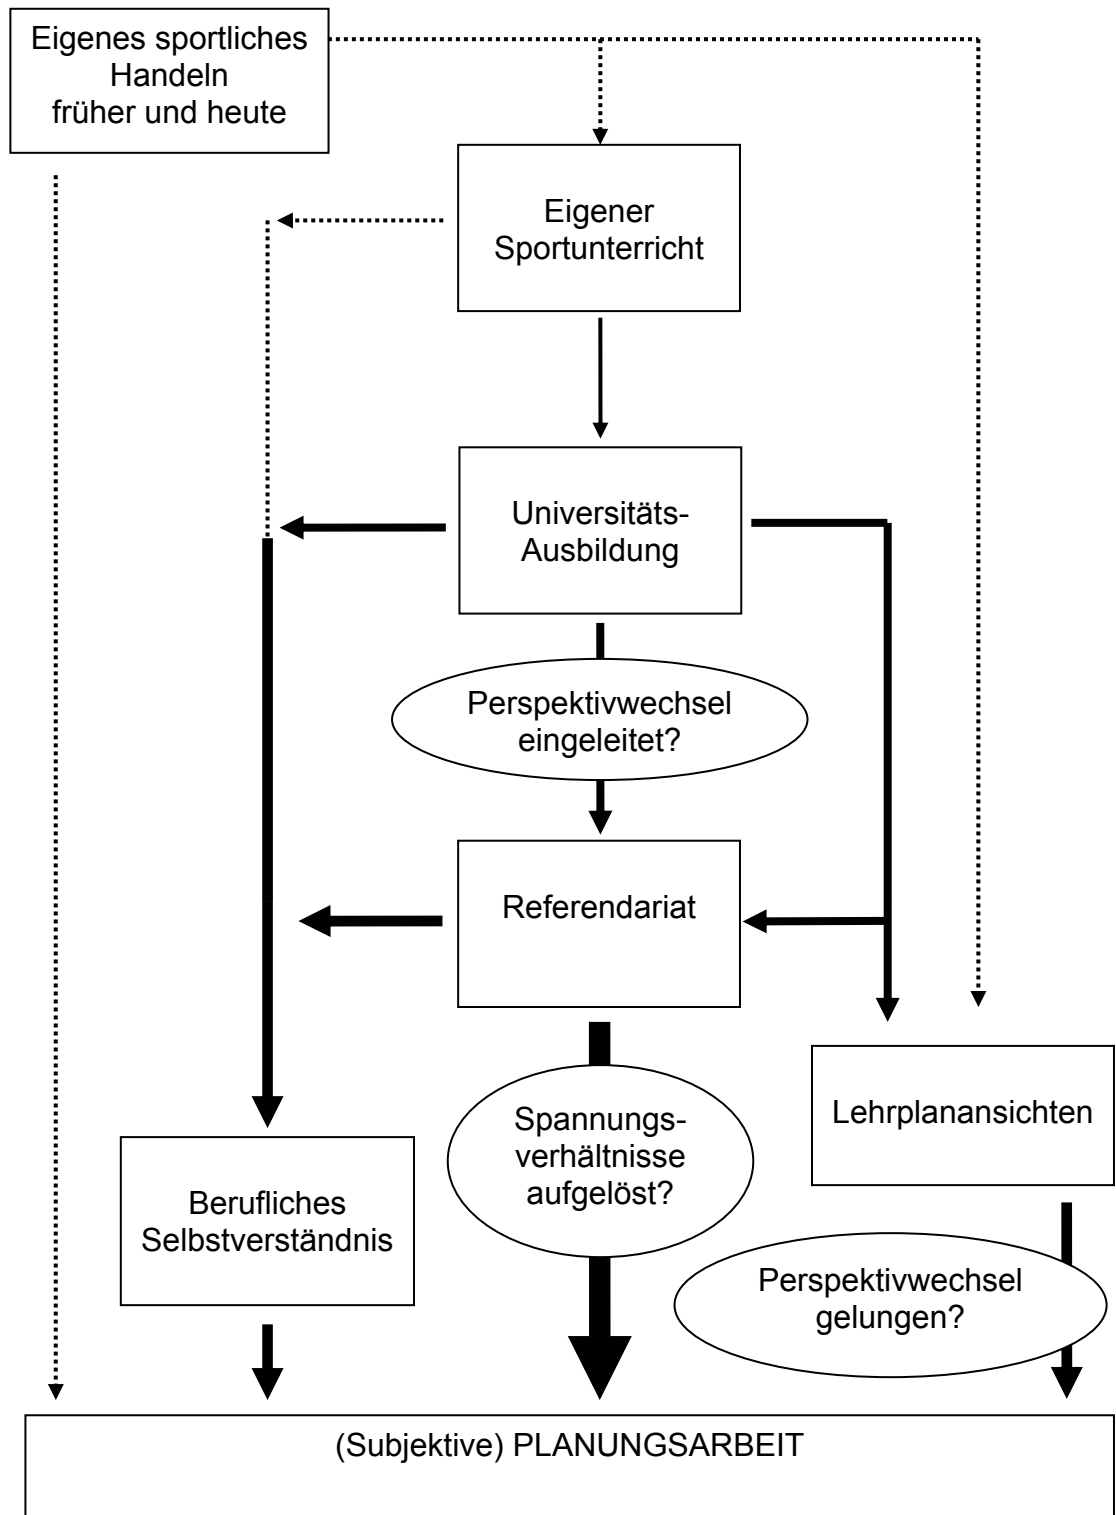 Eigenes sportliches
Handeln
früher und heute
Eigener
Sportunterricht
Universitäts-
Ausbildung
Perspektivwechsel
eingeleitet?
Referendariat
Lehrplanansichten
Spannungs-
verhältnisse
aufgelöst?
Berufliches
Selbstverständnis
Perspektivwechsel
gelungen?
(Subjektive) PLANUNGSARBEIT